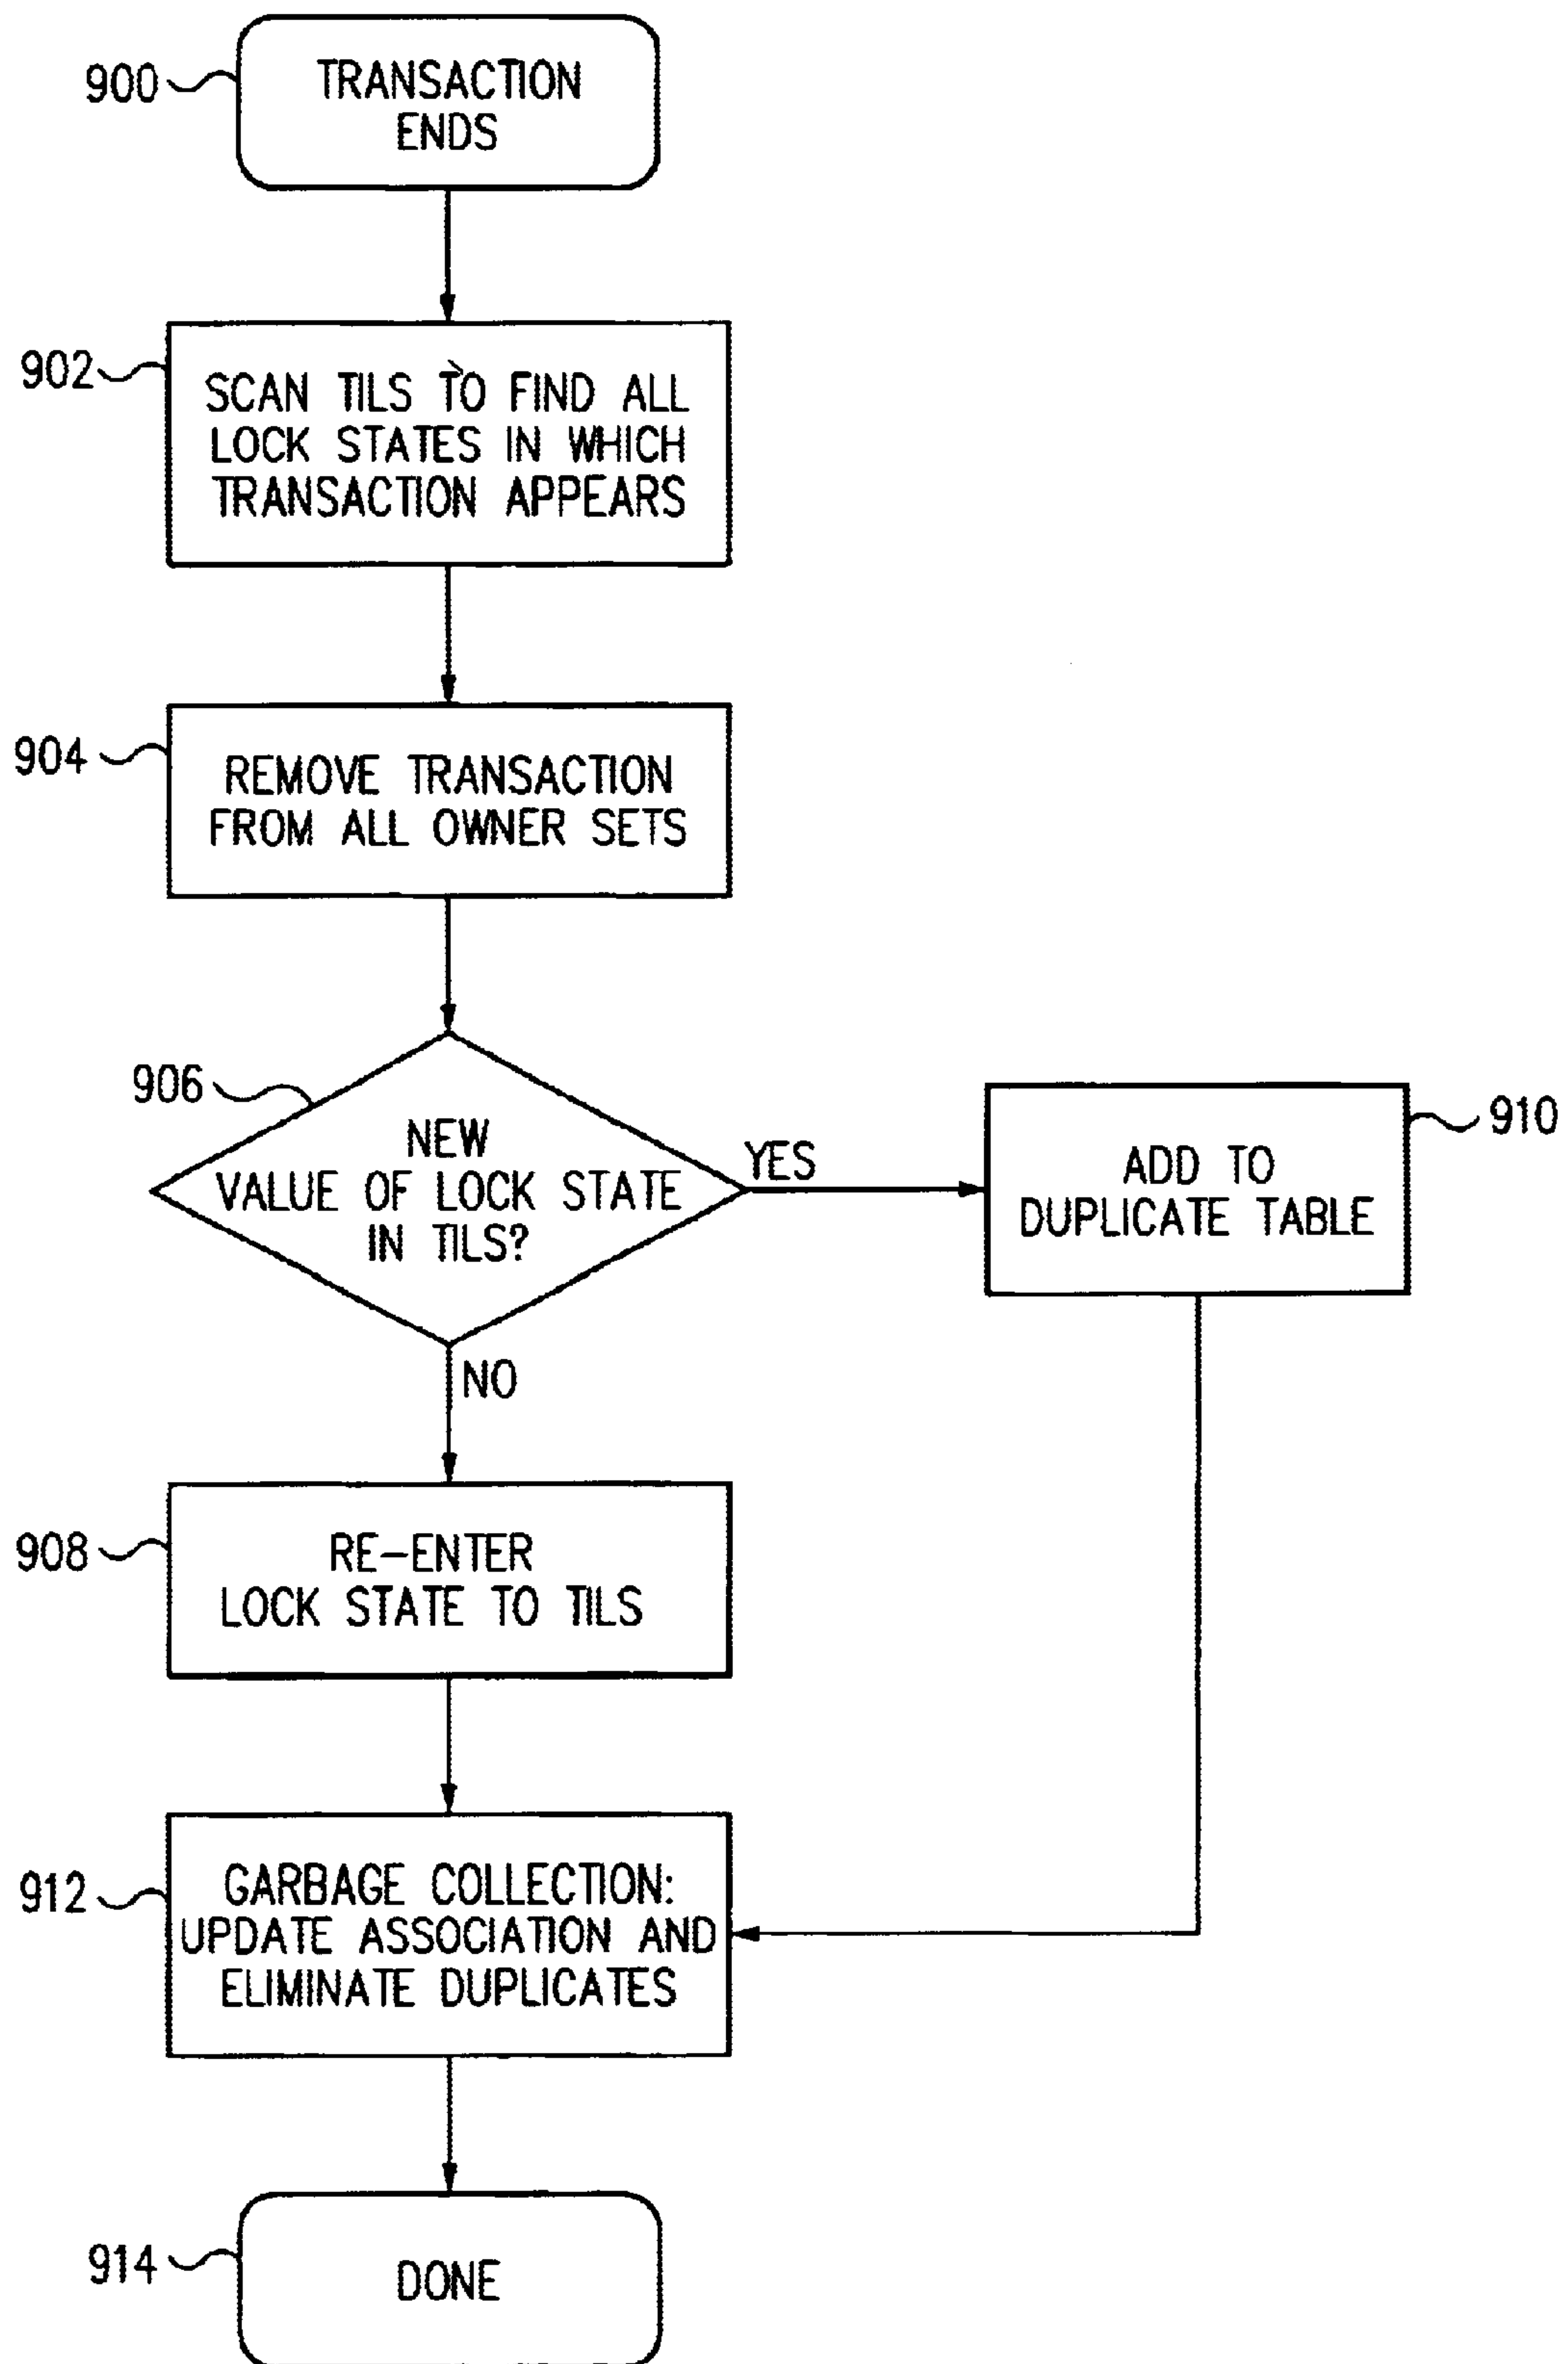 900
TRANSACTION
ENDS
902
SCAN TILS TO FIND ALL
LOCK STATES IN WHICH
TRANSACTION APPEARS
904
REMOVE TRANSACTION
FROM ALL OWNER SETS
906
NEW
VALUE OF LOCK STATE
IN TILS?
YES
910
ADD TO
DUPLICATE TABLE
NO
908
RE-ENTER
LOCK STATE TO TILS
912
GARBAGE COLLECTION:
UPDATE ASSOCIATION AND
ELIMINATE DUPLICATES
914
DONE